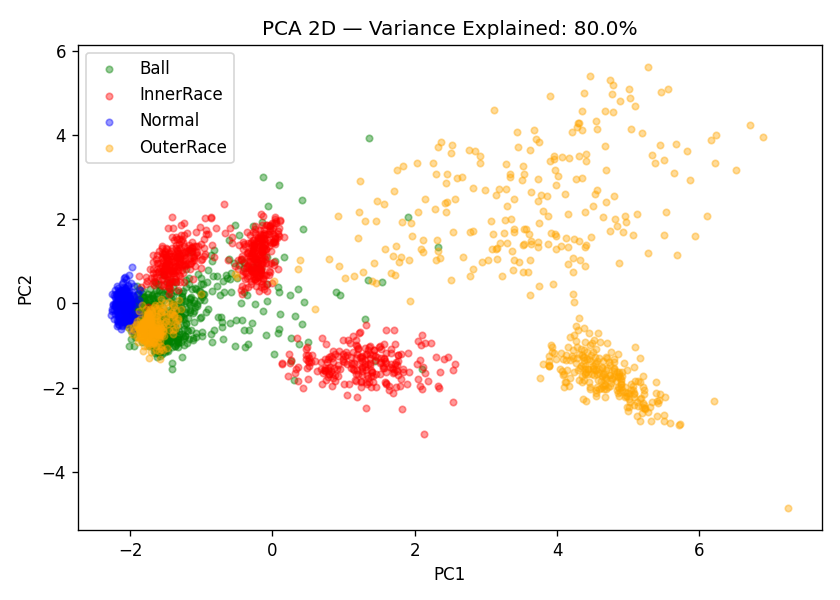 PCA 2D — Variance Explained: 80.0%
Ball
InnerRace
Normal
OuterRace
PC2
6
4
2
0
−2
−4
−2
0
2
4
6
PC1